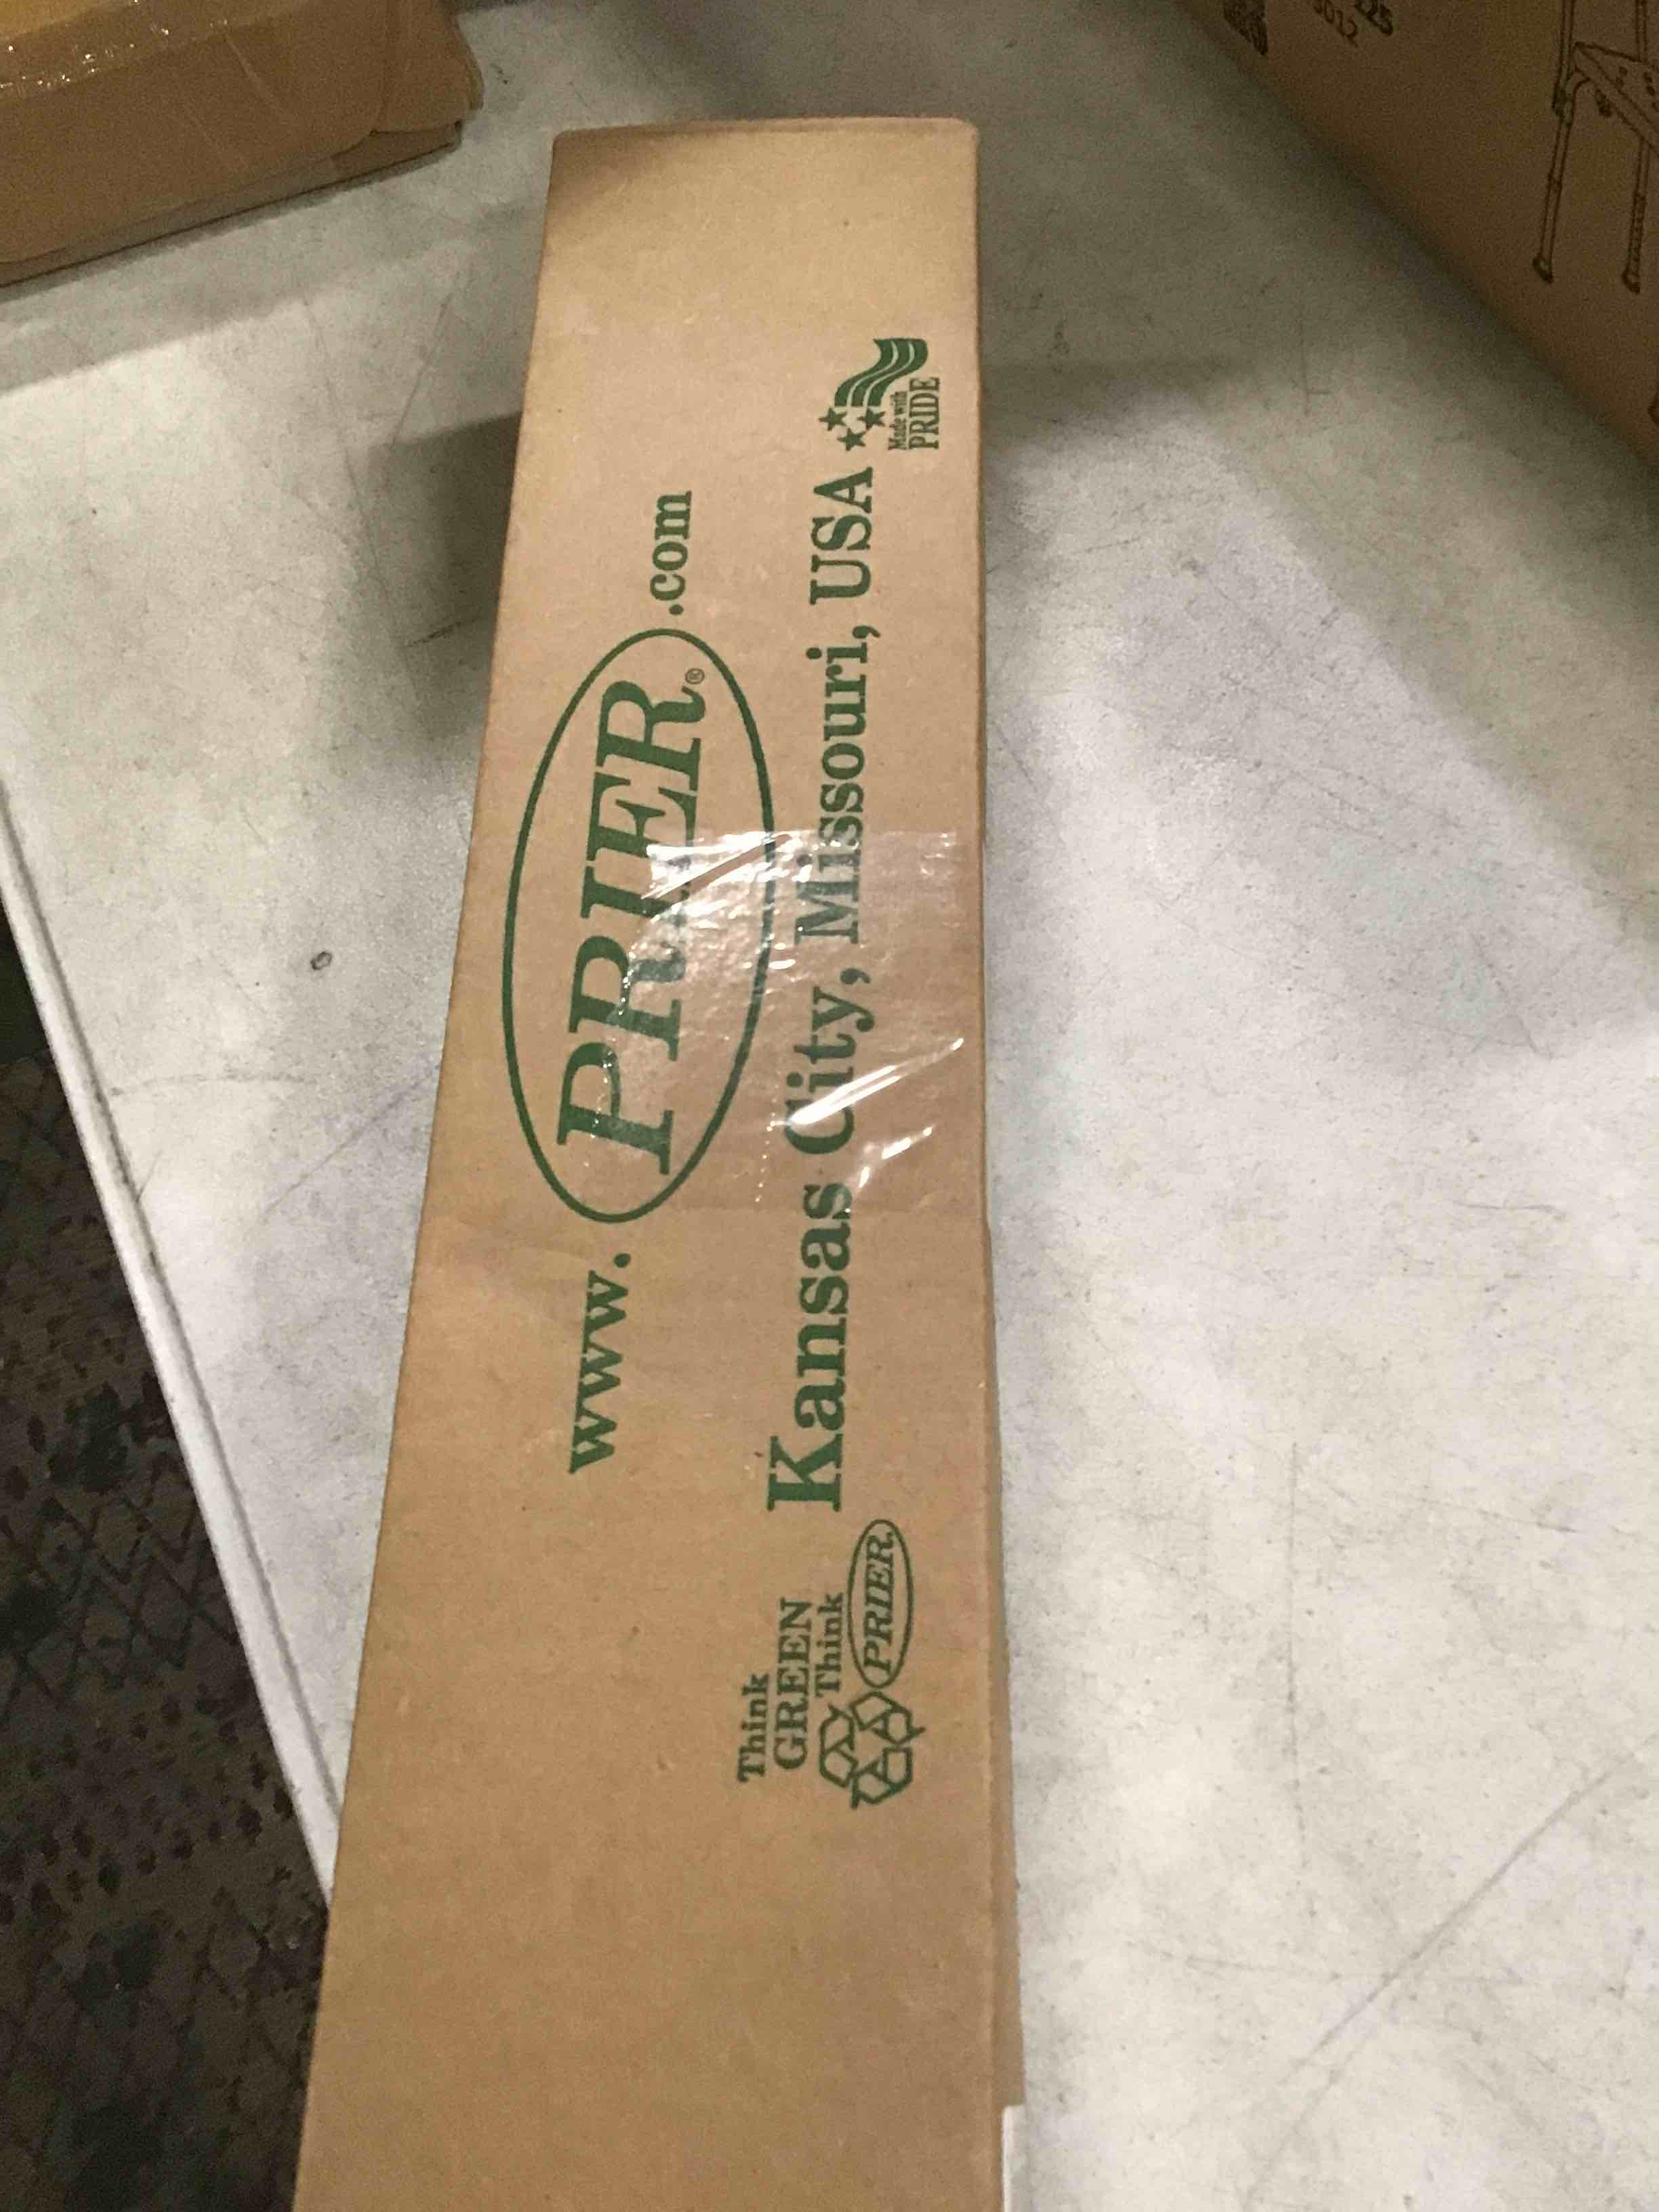 www.PRIER®.com
Kansas City, Missouri, USA
Made with
PRIDE
Think
GREEN
Think
PRIER.